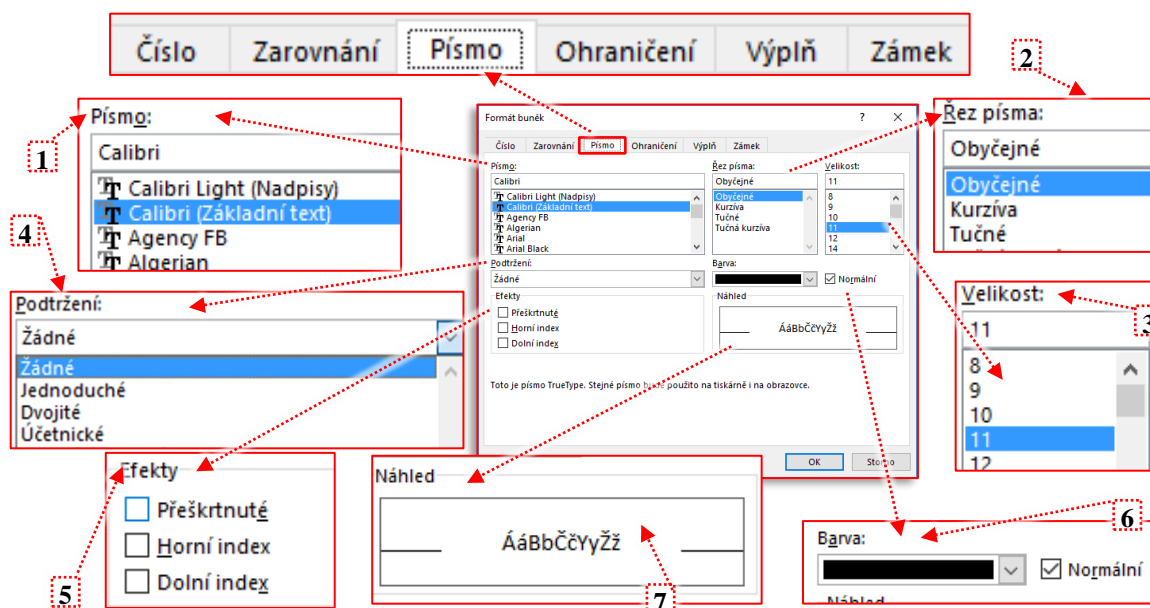 Číslo Zarovnání Písmo Ohraničení Výplň Zámek
2
1
Písmo:
Calibri
Calibri Light (Nadpisy)
Calibri (Základní text)
Agency FB
Algerian
Formát buněk ? ×
Číslo Zarovnání Písmo Ohraničení Výplň Zámek
Písmo: Řez písma: Velikost:
Calibri Obyčejné 11
Calibri Light (Nadpisy) Obyčejné 8
Calibri (Základní text) Kurzíva 9
Agency FB Tučné 10
Algerian Tučná kurzíva 11
Arial 12
Arial Black 14
Podtržení: Barva:
Žádné Normální
Efekty Náhled
Přeškrtnuté
Horní index ÁáBbČčYyŽž
Dolní index
Toto je písmo TrueType. Stejné písmo bude použito na tiskárně i na obrazovce.
OK Storno
Řez písma:
Obyčejné
Obyčejné
Kurzíva
Tučné
4
Podtržení:
Žádné
Žádné
Jednoduché
Dvojité
Účetnické
Velikost:
3
11
8
9
10
11
12
Efekty
Přeškrtnuté
Horní index
Dolní index
5
Náhled
ÁáBbČčYyŽž
7
6
Barva:
Normální
Náhled